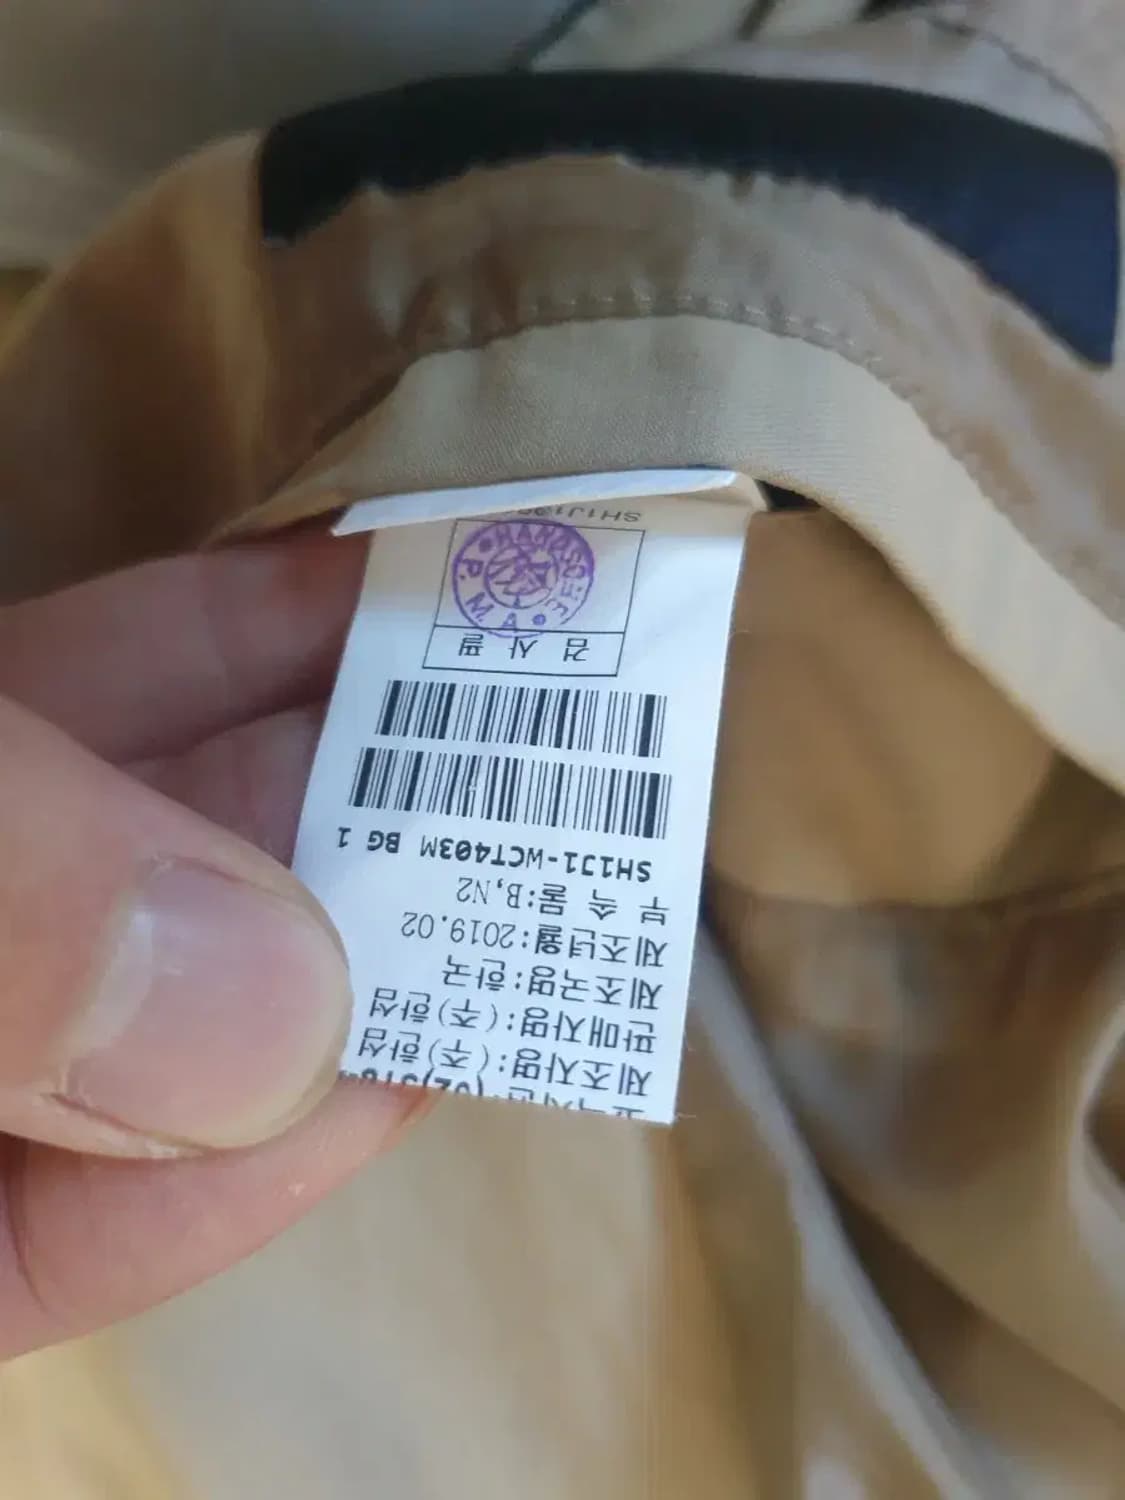 제조자명:(주)한섬
판매자명:(주)한섬
제조국명:한국
제조년월:2019.02
부 속 물:B,N2
SH1J1-WCT403M BG 1
검 사 필
P.M.A